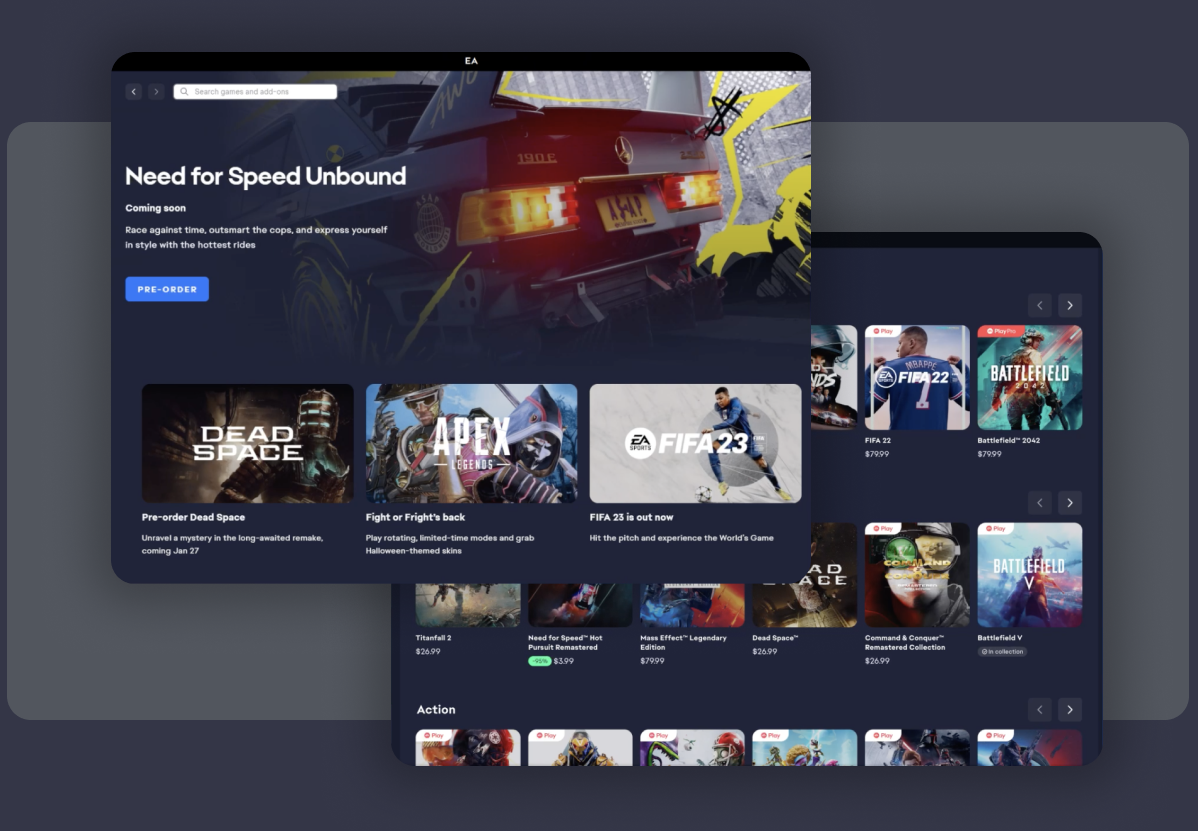 EA
Search games and add-ons
190 E
A$AP
Need for Speed Unbound
Coming soon
Race against time, outsmart the cops, and express yourself
in style with the hottest rides
PRE-ORDER
DEAD
SPACE
APEX
LEGENDS
EA
SPORTS
FIFA 23
Pre-order Dead Space
Fight or Fright's back
FIFA 23 is out now
Unravel a mystery in the long-awaited remake,
coming Jan 27
Play rotating, limited-time modes and grab
Halloween-themed skins
Hit the pitch and experience the World's Game
Play
Play Pro
MBAPPÉ
EA
SPORTS
FIFA 22
7
BATTLEFIELD
2042
FIFA 22
Battlefield™ 2042
$79.99
$79.99
Play
Play
COMMAND
CONQUER
BATTLEFIELD
V
Titanfall 2
$26.99
Need for Speed™ Hot
Pursuit Remastered
-95% $3.99
Mass Effect™ Legendary
Edition
$79.99
Dead Space™
$26.99
Command & Conquer™
Remastered Collection
$26.99
Battlefield V
in collection
Action
Play
Play
Play
Play
Play
Play